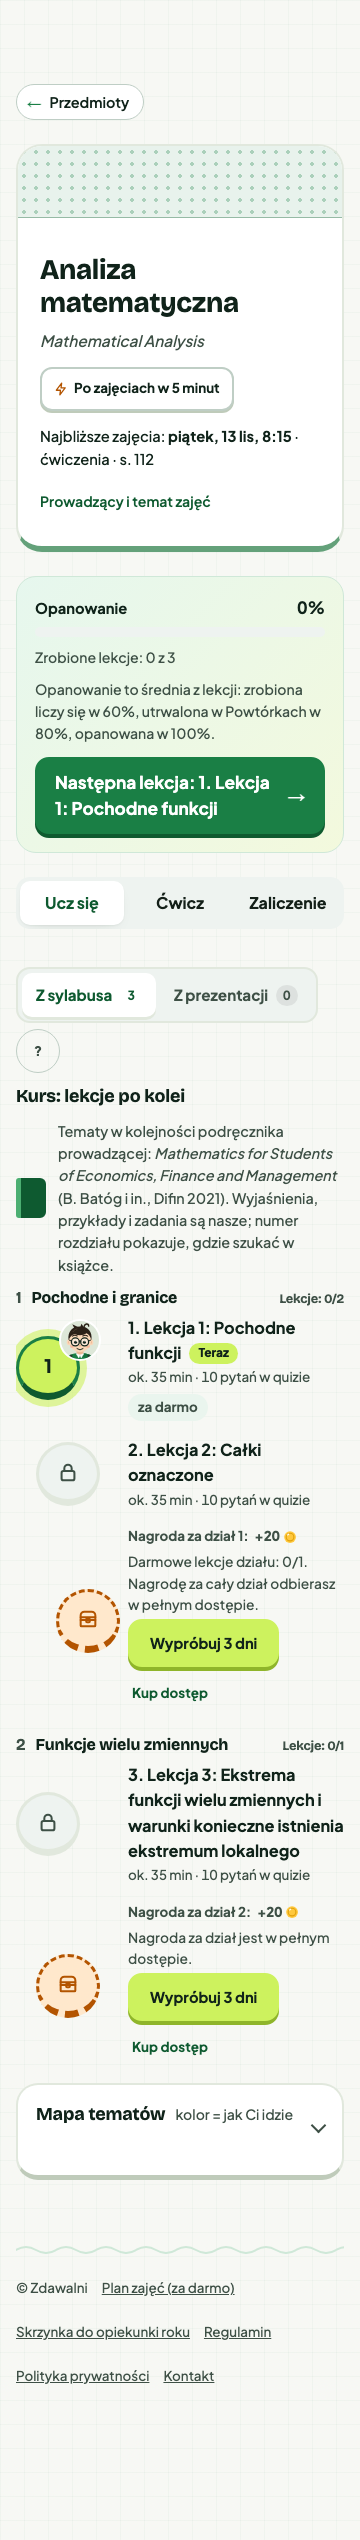 ← Przedmioty
Analiza
matematyczna
Mathematical Analysis
Po zajęciach w 5 minut
Najbliższe zajęcia: piątek, 13 lis, 8:15 ·
ćwiczenia · s. 112
Prowadzący i temat zajęć
Opanowanie 0%
Zrobione lekcje: 0 z 3
Opanowanie to średnia z lekcji: zrobiona
liczy się w 60%, utrwalona w Powtórkach w
80%, opanowana w 100%.
Następna lekcja: 1. Lekcja
1: Pochodne funkcji →
Ucz się Ćwicz Zaliczenie
Z sylabusa 3 Z prezentacji 0
?
Kurs: lekcje po kolei
Tematy w kolejności podręcznika
prowadzącej: Mathematics for Students
of Economics, Finance and Management
(B. Batóg i in., Difin 2021). Wyjaśnienia,
przykłady i zadania są nasze; numer
rozdziału pokazuje, gdzie szukać w
książce.
1 Pochodne i granice Lekcje: 0/2
1
1. Lekcja 1: Pochodne
funkcji Teraz
ok. 35 min · 10 pytań w quizie
za darmo
2. Lekcja 2: Całki
oznaczone
ok. 35 min · 10 pytań w quizie
Nagroda za dział 1: +20
Darmowe lekcje działu: 0/1.
Nagrodę za cały dział odbierasz
w pełnym dostępie.
Wypróbuj 3 dni
Kup dostęp
2 Funkcje wielu zmiennych Lekcje: 0/1
3. Lekcja 3: Ekstrema
funkcji wielu zmiennych i
warunki konieczne istnienia
ekstremum lokalnego
ok. 35 min · 10 pytań w quizie
Nagroda za dział 2: +20
Nagroda za dział jest w pełnym
dostępie.
Wypróbuj 3 dni
Kup dostęp
Mapa tematów kolor = jak Ci idzie
© Zdawalni Plan zajęć (za darmo)
Skrzynka do opiekunki roku Regulamin
Polityka prywatności Kontakt